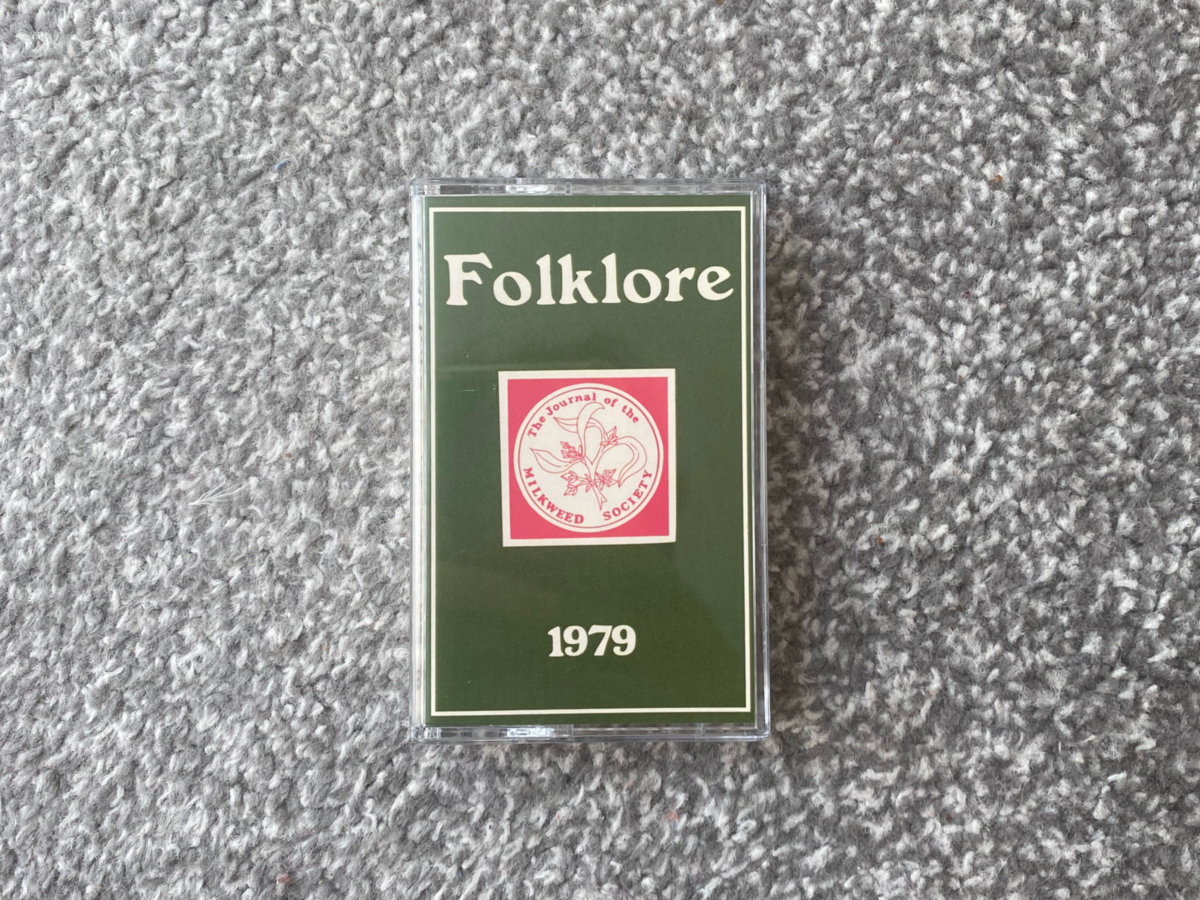 Folklore
The Journal of the
MILKWEED SOCIETY
1979